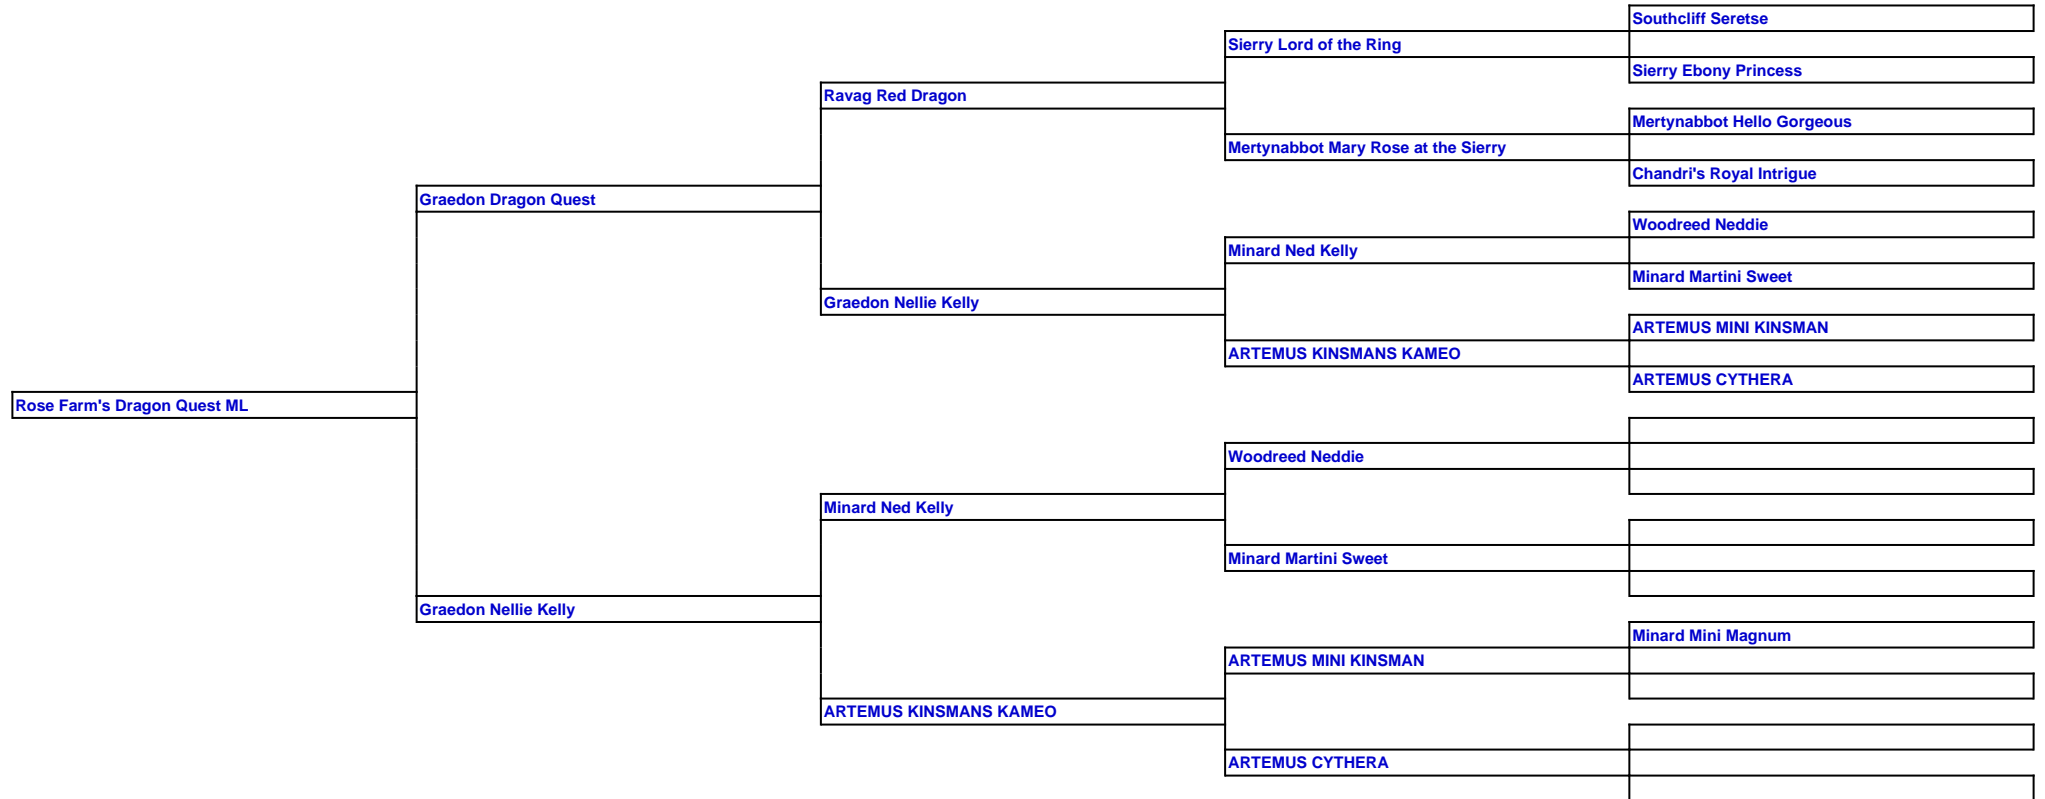 Southcliff Seretse
Sierry Lord of the Ring
Sierry Ebony Princess
Ravag Red Dragon
Mertynabbot Hello Gorgeous
Mertynabbot Mary Rose at the Sierry
Chandri's Royal Intrigue
Graedon Dragon Quest
Woodreed Neddie
Minard Ned Kelly
Minard Martini Sweet
Graedon Nellie Kelly
ARTEMUS MINI KINSMAN
ARTEMUS KINSMANS KAMEO
ARTEMUS CYTHERA
Rose Farm's Dragon Quest ML
Woodreed Neddie
Minard Ned Kelly
Minard Martini Sweet
Graedon Nellie Kelly
Minard Mini Magnum
ARTEMUS MINI KINSMAN
ARTEMUS KINSMANS KAMEO
ARTEMUS CYTHERA